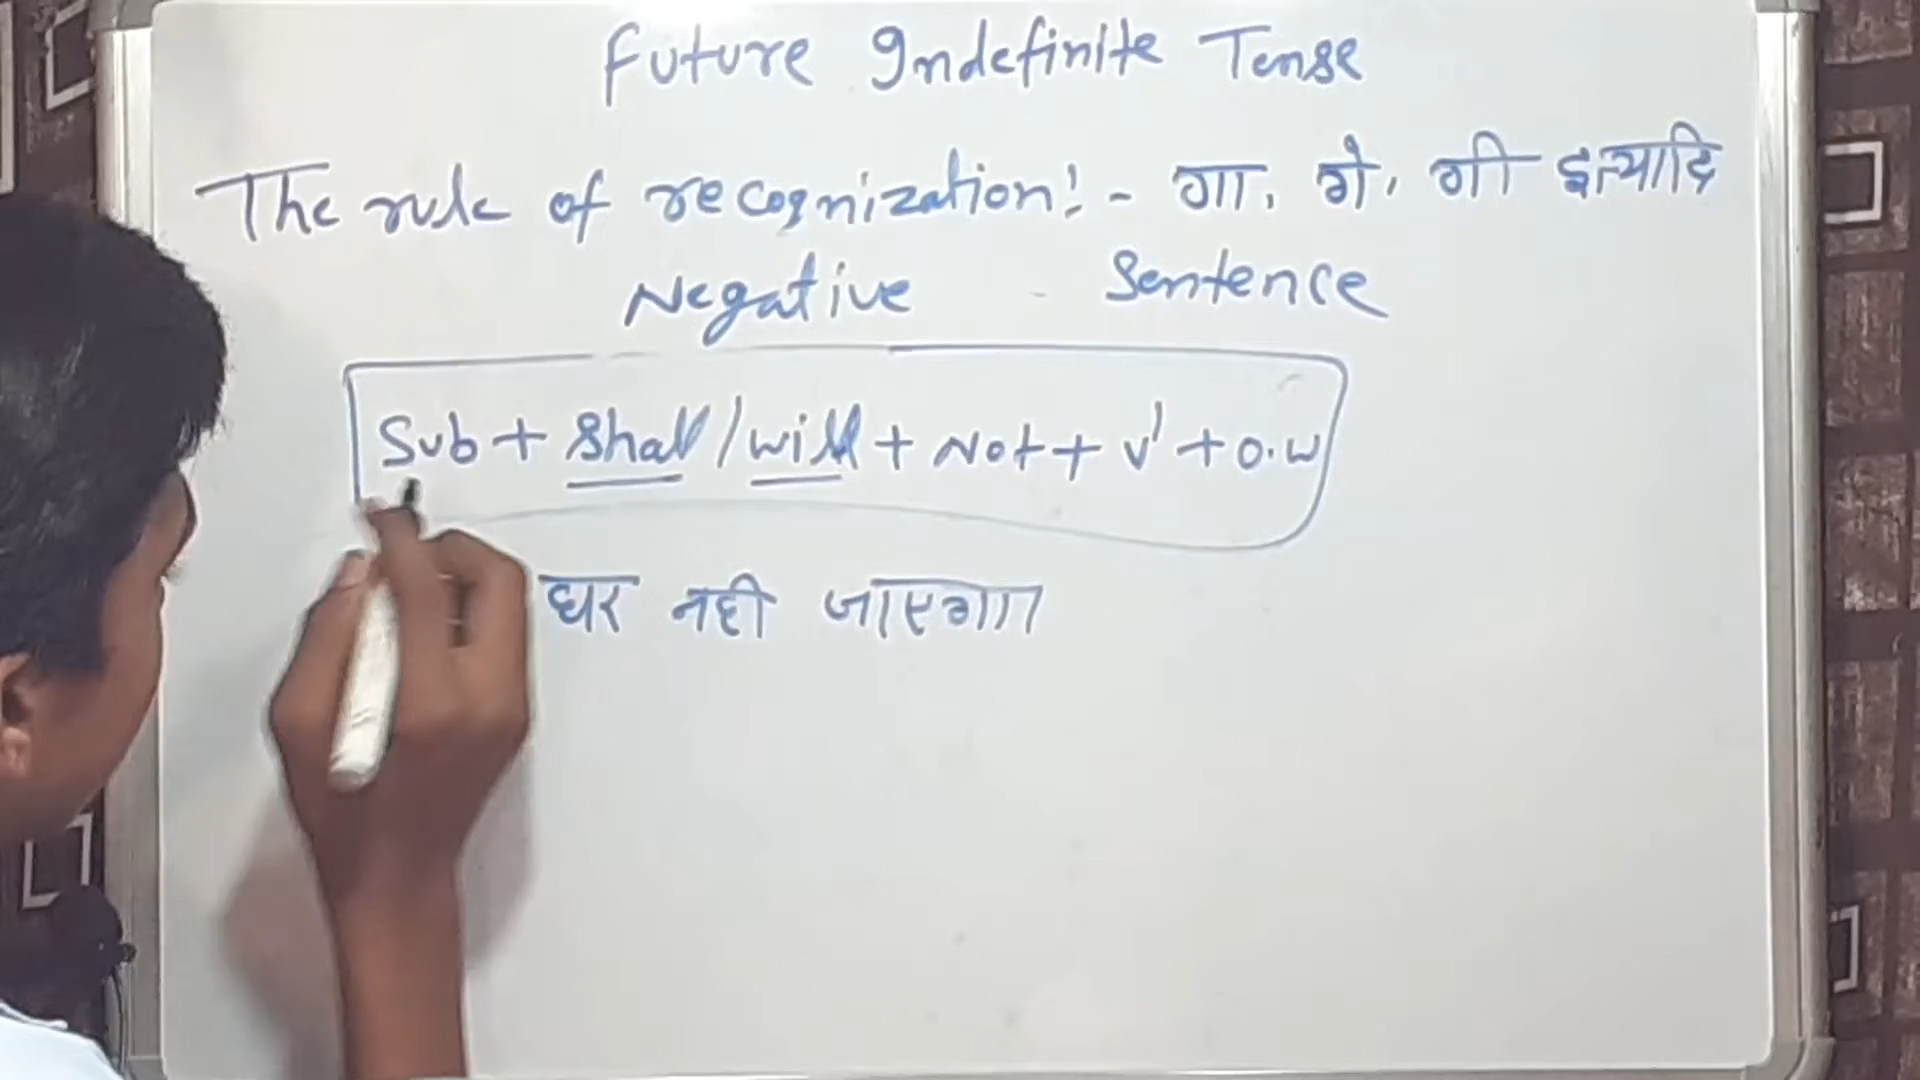 Future Indefinite Tense
The rule of recognization:- गा, गे, गी इत्यादि
Negative Sentence
Sub + Shall / will + Not + V¹ + O.W
घर नही जाएगा